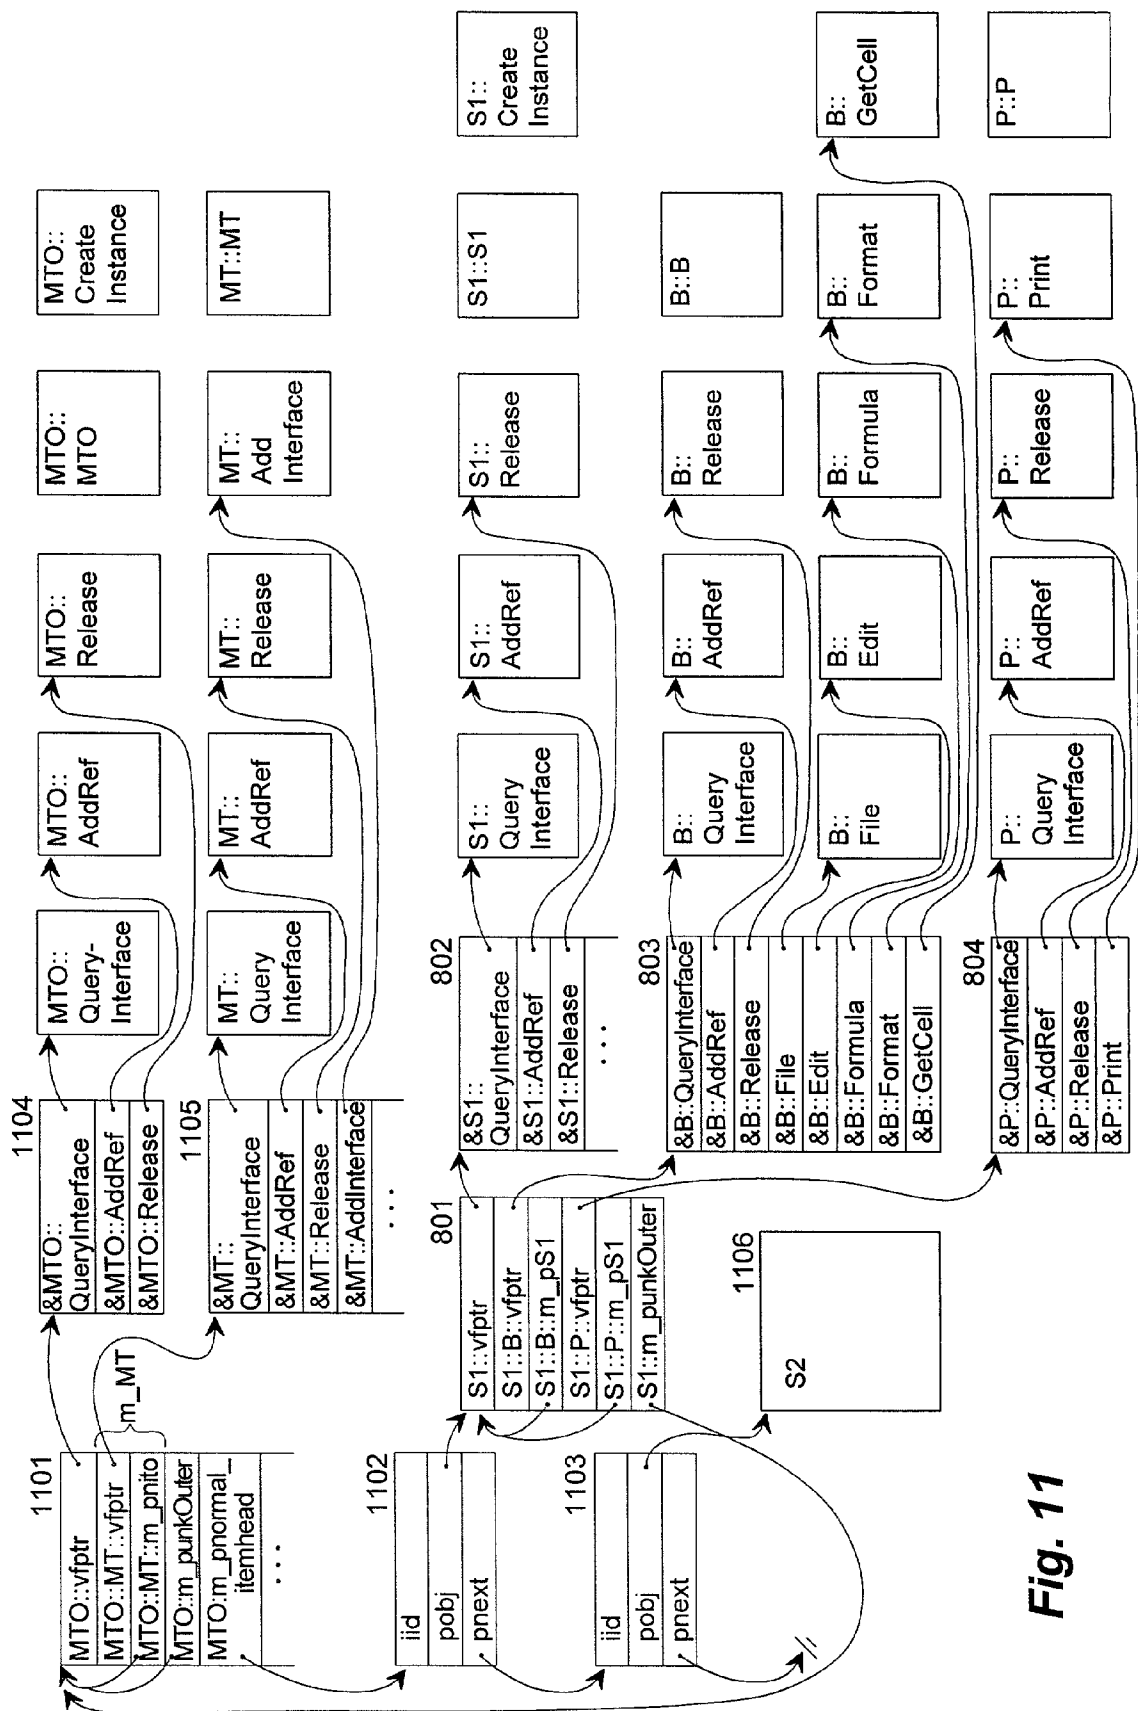 1101
MTO::vfptr
MTO::MT::vfptr
MTO::MT::m_pnito
MTO::m_punkOuter
MTO:m_pnormal_
itemhead
. . .
m_MT
1104
&MTO::
QueryInterface
&MTO::AddRef
&MTO::Release
MTO::
Query-
Interface
MTO::
AddRef
MTO::
Release
MTO::
MTO
MTO::
Create
Instance
1105
&MT::
QueryInterface
&MT::AddRef
&MT::Release
&MT::AddInterface
. . .
MT::
Query
Interface
MT::
AddRef
MT::
Release
MT::
Add
Interface
MT::MT
1102
iid
pobj
pnext
801
S1::vfptr
S1::B::vfptr
S1::B::m_pS1
S1::P::vfptr
S1::P::m_pS1
S1::m_punkOuter
802
&S1::
QueryInterface
&S1::AddRef
&S1::Release
. . .
S1::
Query
Interface
S1::
AddRef
S1::
Release
S1::S1
S1::
Create
Instance
1103
iid
pobj
pnext
1106
S2
803
&B::QueryInterface
&B::AddRef
&B::Release
&B::File
&B::Edit
&B::Formula
&B::Format
&B::GetCell
B::
Query
Interface
B::
AddRef
B::
Release
B::B
B::
File
B::
Edit
B::
Formula
B::
Format
B::
GetCell
804
&P::QueryInterface
&P::AddRef
&P::Release
&P::Print
P::
Query
Interface
P::
AddRef
P::
Release
P::
Print
P::P
Fig. 11